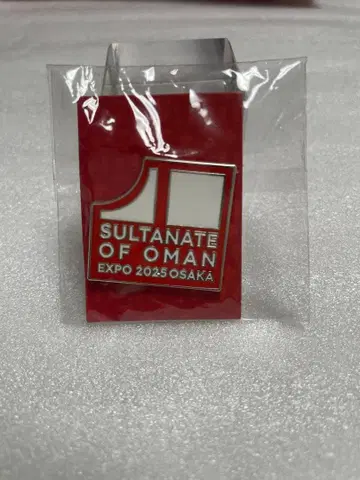 SULTANATE
OF OMAN
EXPO 2025 OSAKA